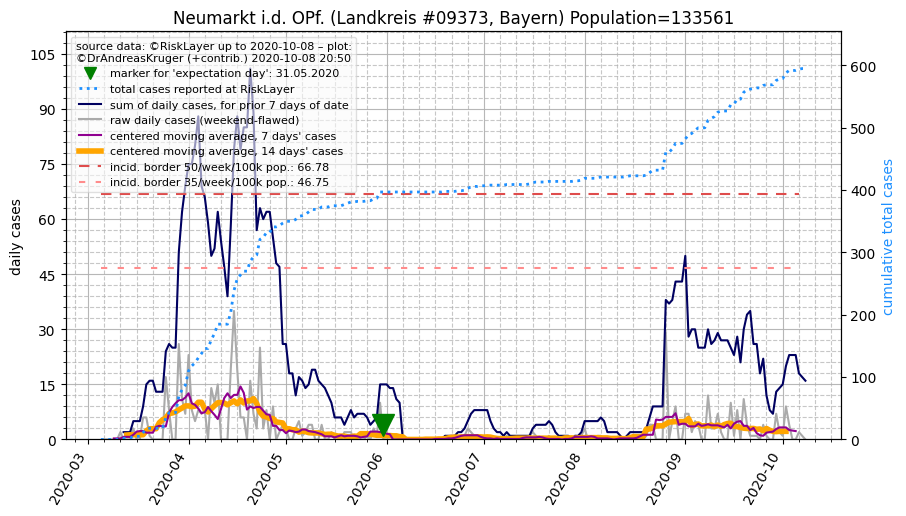 Neumarkt i.d. OPf. (Landkreis #09373, Bayern) Population=133561
source data: ©RiskLayer up to 2020-10-08 – plot:
©DrAndreasKruger (+contrib.) 2020-10-08 20:50
marker for 'expectation day': 31.05.2020
total cases reported at RiskLayer
sum of daily cases, for prior 7 days of date
raw daily cases (weekend-flawed)
centered moving average, 7 days' cases
centered moving average, 14 days' cases
incid. border 50/week/100k pop.: 66.78
incid. border 35/week/100k pop.: 46.75
daily cases
105
90
75
60
45
30
15
0
cumulative total cases
600
500
400
300
200
100
0
2020-03
2020-04
2020-05
2020-06
2020-07
2020-08
2020-09
2020-10